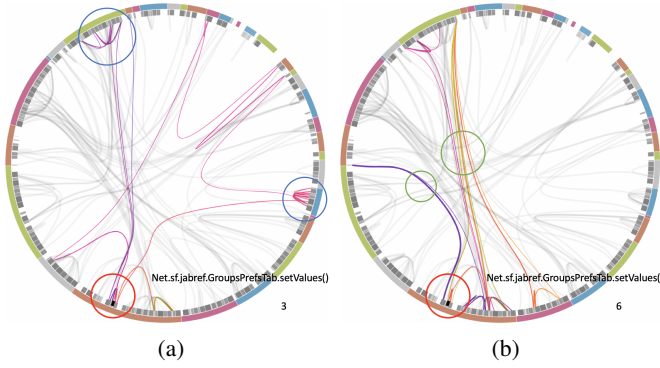 Net.sf.jabref.GroupsPrefsTab.setValues()
3
Net.sf.jabref.GroupsPrefsTab.setValues(
6
(a)
(b)